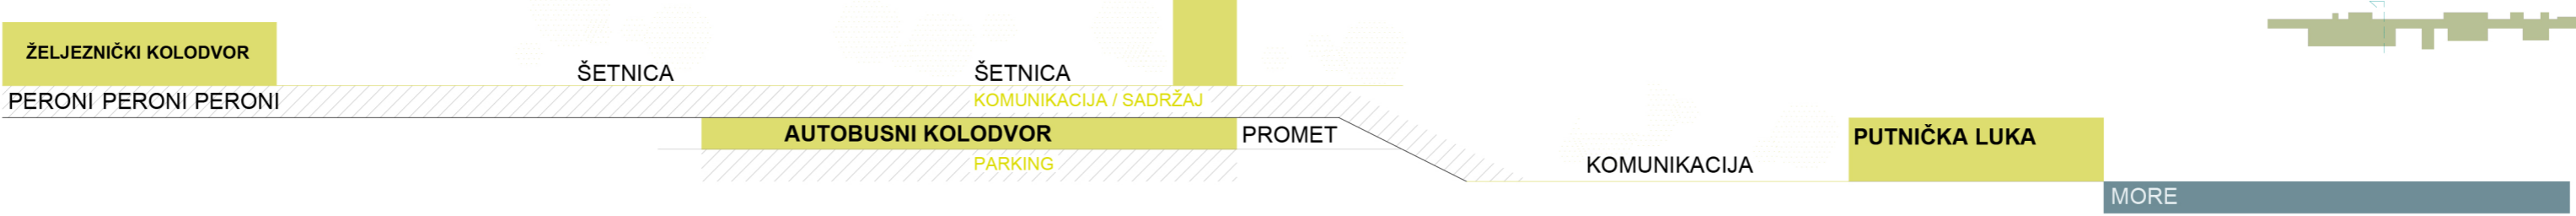 ŽELJEZNIČKI KOLODVOR
ŠETNICA
ŠETNICA
PERONI PERONI PERONI
KOMUNIKACIJA / SADRŽAJ
AUTOBUSNI KOLODVOR
PROMET
PUTNIČKA LUKA
PARKING
KOMUNIKACIJA
MORE